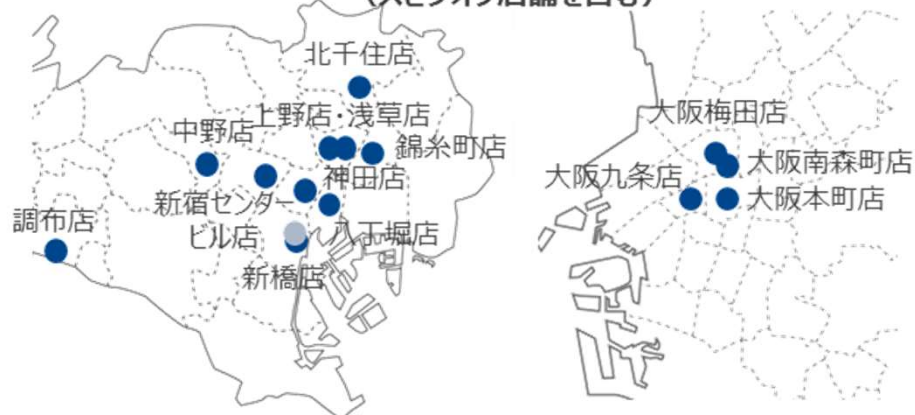 北千住店
上野店・浅草店
中野店
錦糸町店
神田店
新宿センター
ビル店
八丁堀店
調布店
新橋店
大阪梅田店
大阪南森町店
大阪九条店
大阪本町店